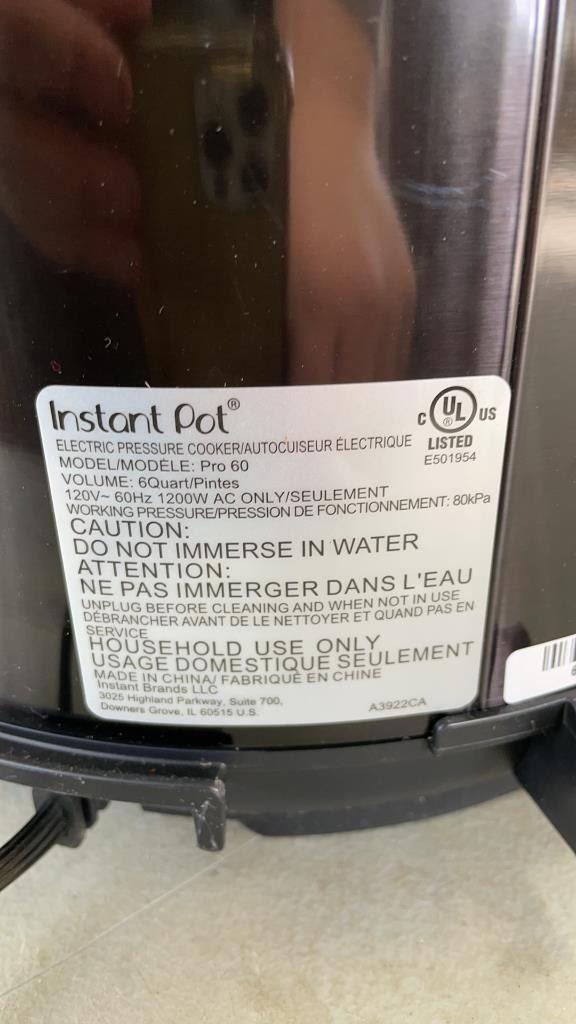 Instant Pot®
C UL® US
LISTED
E501954
ELECTRIC PRESSURE COOKER/AUTOCUISEUR ÉLECTRIQUE
MODEL/MODÈLE: Pro 60
VOLUME: 6Quart/Pintes
120V~ 60Hz 1200W AC ONLY/SEULEMENT
WORKING PRESSURE/PRESSION DE FONCTIONNEMENT: 80kPa
CAUTION:
DO NOT IMMERSE IN WATER
ATTENTION:
NE PAS IMMERGER DANS L'EAU
UNPLUG BEFORE CLEANING AND WHEN NOT IN USE
DÉBRANCHER AVANT DE LE NETTOYER ET QUAND PAS EN
SERVICE
HOUSEHOLD USE ONLY
USAGE DOMESTIQUE SEULEMENT
MADE IN CHINA/ FABRIQUÉ EN CHINE
Instant Brands LLC
3025 Highland Parkway, Suite 700,
Downers Grove, IL 60515 U.S.
A3922CA